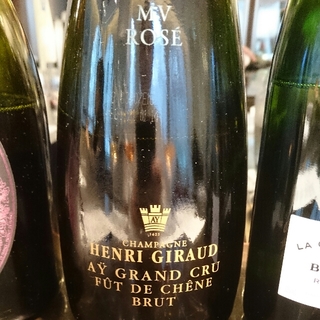 MV
ROSÉ
CHAMPAGNE
HENRI GIRAUD
AŸ GRAND CRU
FÛT DE CHÊNE
BRUT
LA
B